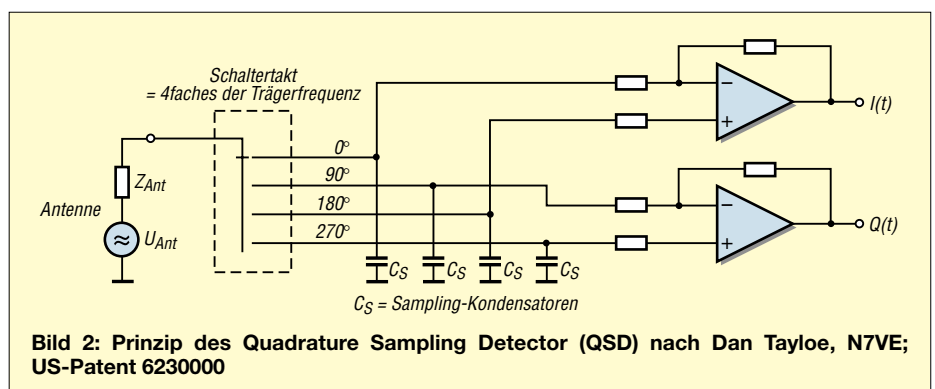 Schaltertakt
= 4faches der Trägerfrequenz
0°
90°
180°
270°
Z_Ant
Antenne
U_Ant
≈
C_S
C_S
C_S
C_S
C_S = Sampling-Kondensatoren
−
+
I(t)
−
+
Q(t)
Bild 2: Prinzip des Quadrature Sampling Detector (QSD) nach Dan Tayloe, N7VE;
US-Patent 6230000